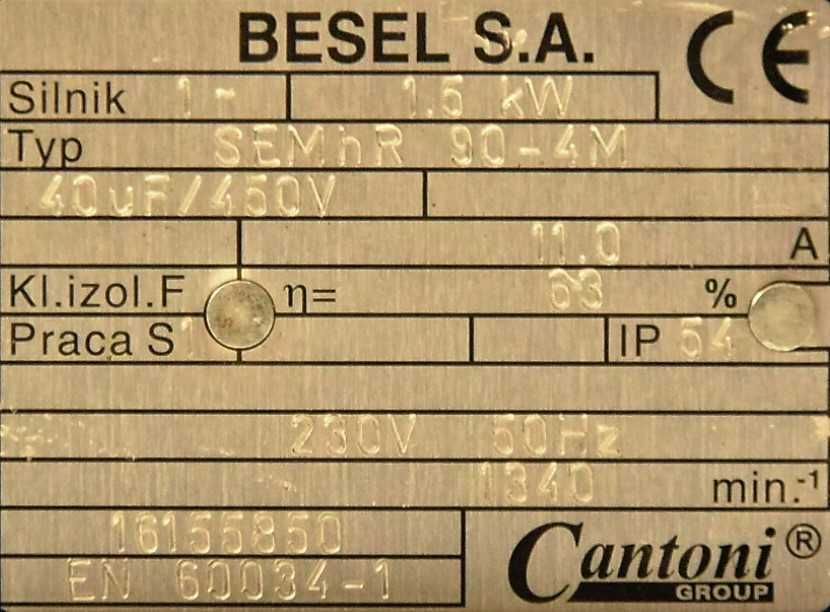 BESEL S.A. CE
Silnik 1~ 1.5 kW
Typ SEMhR 90-4M
40uF/450V
11.0 A
Kl.izol.F η= 63 %
Praca S1 IP 54
230V 50Hz
1340 min.-1
16155850
EN 60034-1
Cantoni®
GROUP